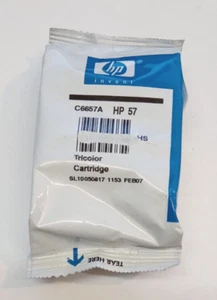 hp
invent
C6657A HP 57
HS
Tricolor
Cartridge
SL10050817 1153 FEB07
TEAR HERE